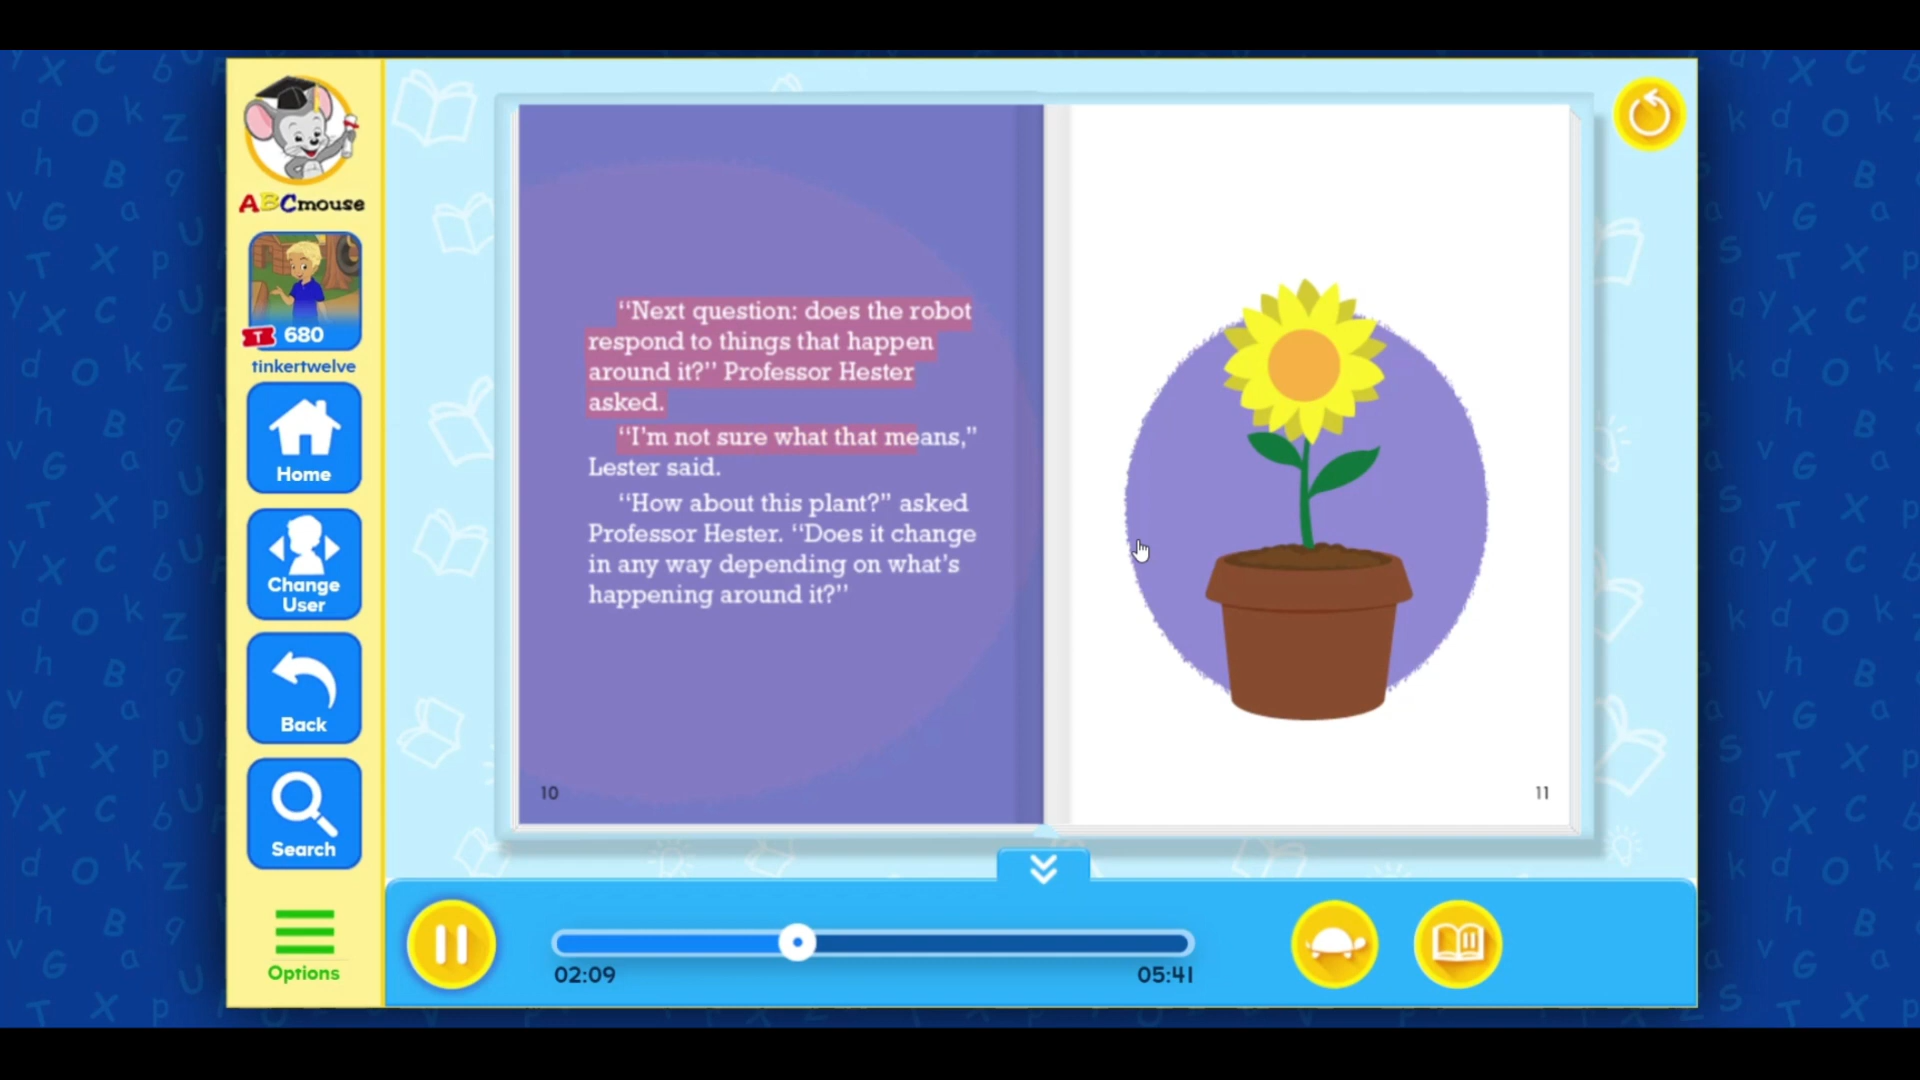 ABCmouse
T 680
tinkertwelve
Home
Change
User
Back
Search
Options
“Next question: does the robot
respond to things that happen
around it?” Professor Hester
asked.
“I’m not sure what that means,”
Lester said.
“How about this plant?” asked
Professor Hester. “Does it change
in any way depending on what’s
happening around it?”
10
11
02:09
05:41